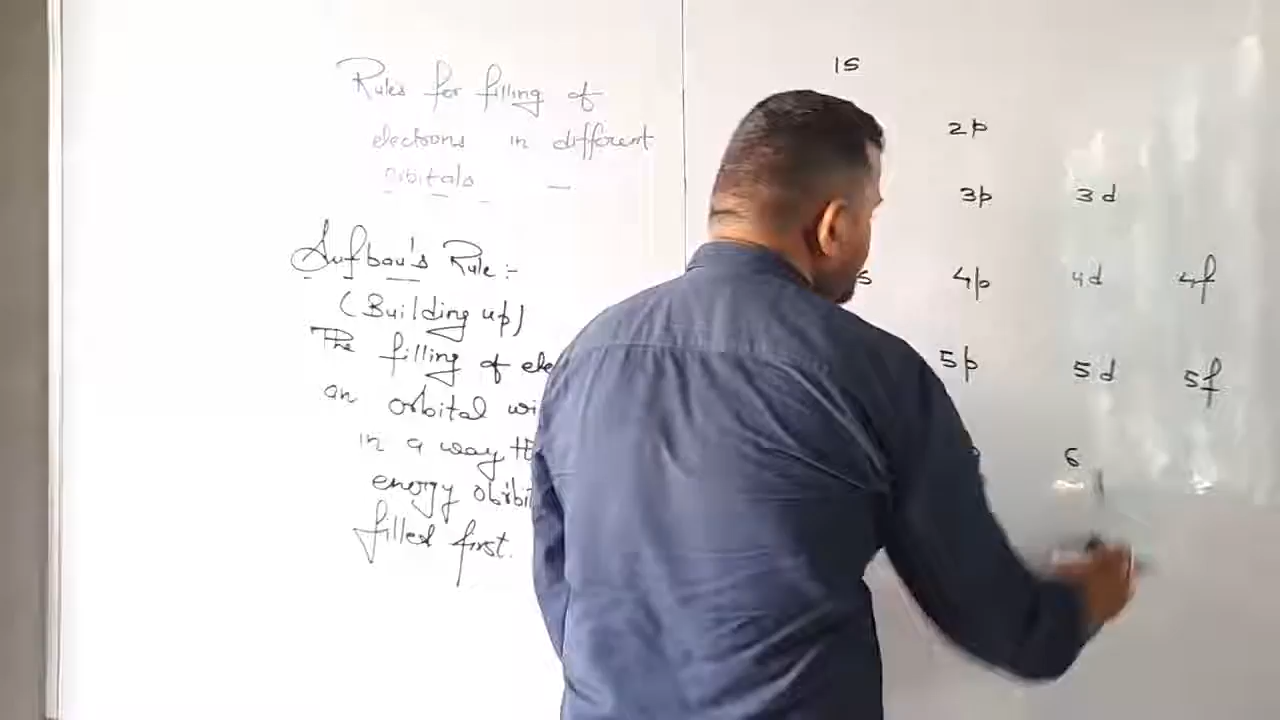 Rules for filling of
electrons in different
orbitals —
Aufbau's Rule :-
(Building up)
The filling of ele
an orbital wi
in a way th
energy orbit
filled first.
1s
2p
3p 3d
s 4p 4d 4f
5p 5d 5f
6